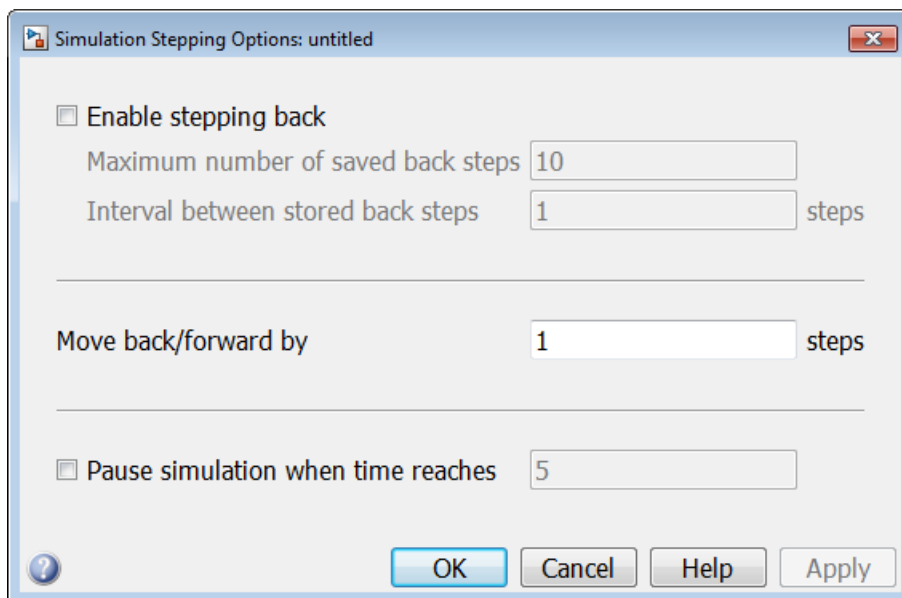 Simulation Stepping Options: untitled
Enable stepping back
Maximum number of saved back steps 10
Interval between stored back steps 1 steps
Move back/forward by 1 steps
Pause simulation when time reaches 5
? OK Cancel Help Apply